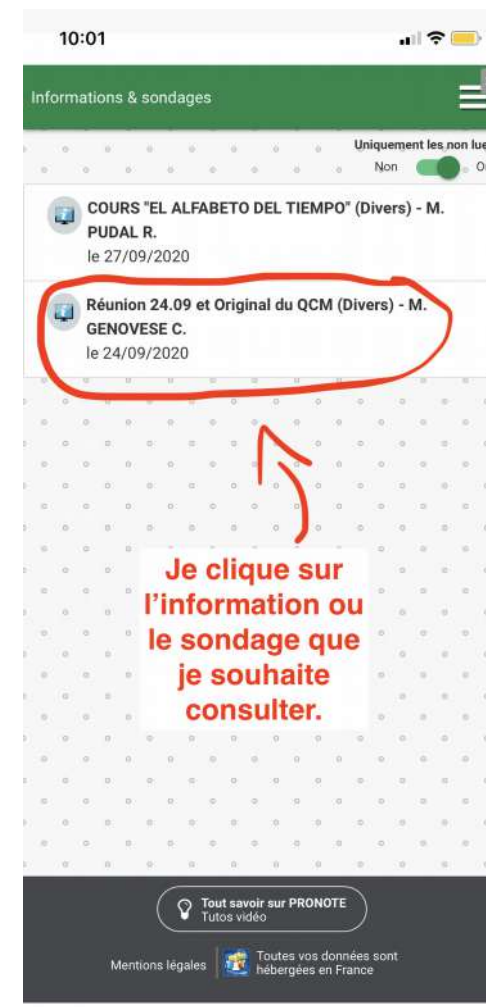 10:01
Informations & sondages
Uniquement les non lue
Non
COURS "EL ALFABETO DEL TIEMPO" (Divers) - M.
PUDAL R.
le 27/09/2020
Réunion 24.09 et Original du QCM (Divers) - M.
GENOVESE C.
le 24/09/2020
Je clique sur
l'information ou
le sondage que
je souhaite
consulter.
Tout savoir sur PRONOTE
Tutos vidéo
Mentions légales
Toutes vos données sont
hébergées en France